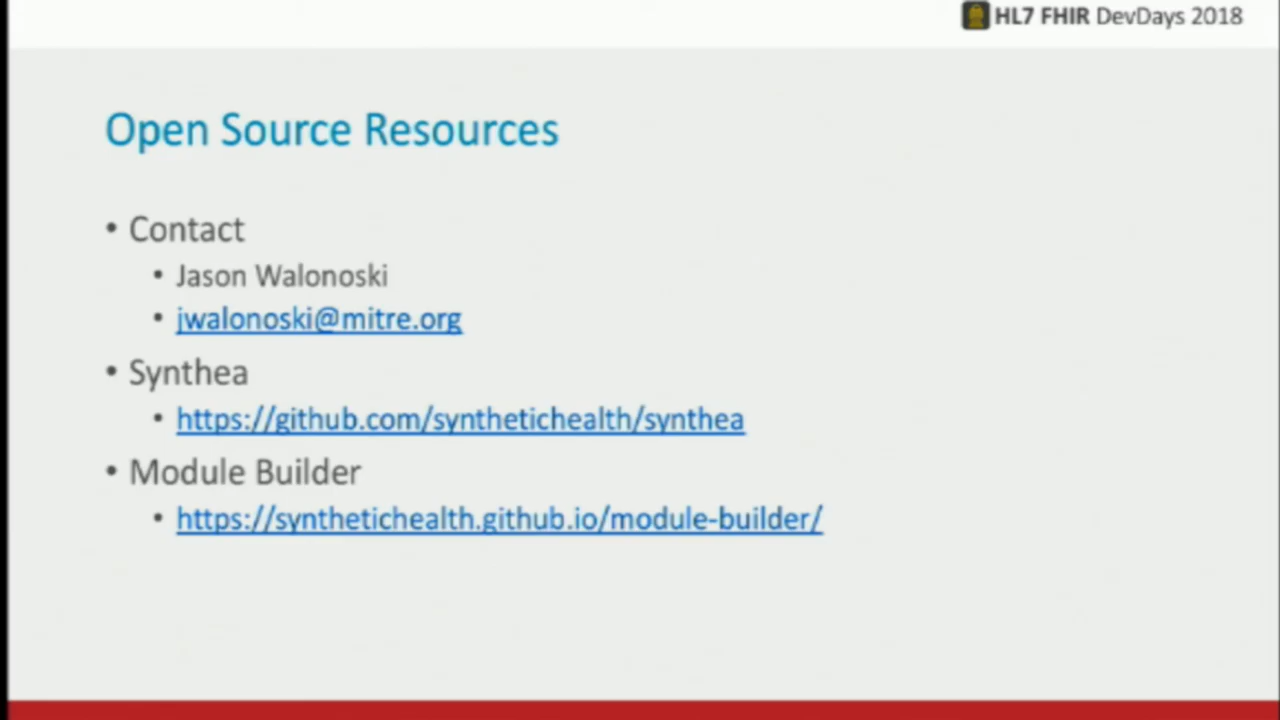 HL7 FHIR DevDays 2018
Open Source Resources
• Contact
• Jason Walonoski
• jwalonoski@mitre.org
• Synthea
• https://github.com/synthetichealth/synthea
• Module Builder
• https://synthetichealth.github.io/module-builder/